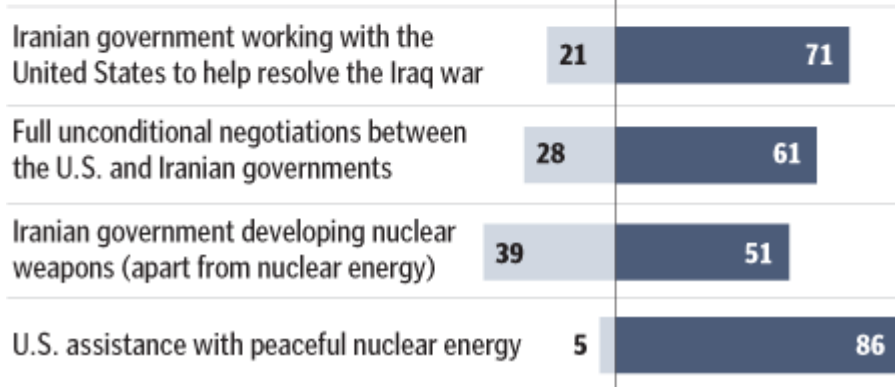 Iranian government working with the
United States to help resolve the Iraq war
21
71
Full unconditional negotiations between
the U.S. and Iranian governments
28
61
Iranian government developing nuclear
weapons (apart from nuclear energy)
39
51
U.S. assistance with peaceful nuclear energy
5
86